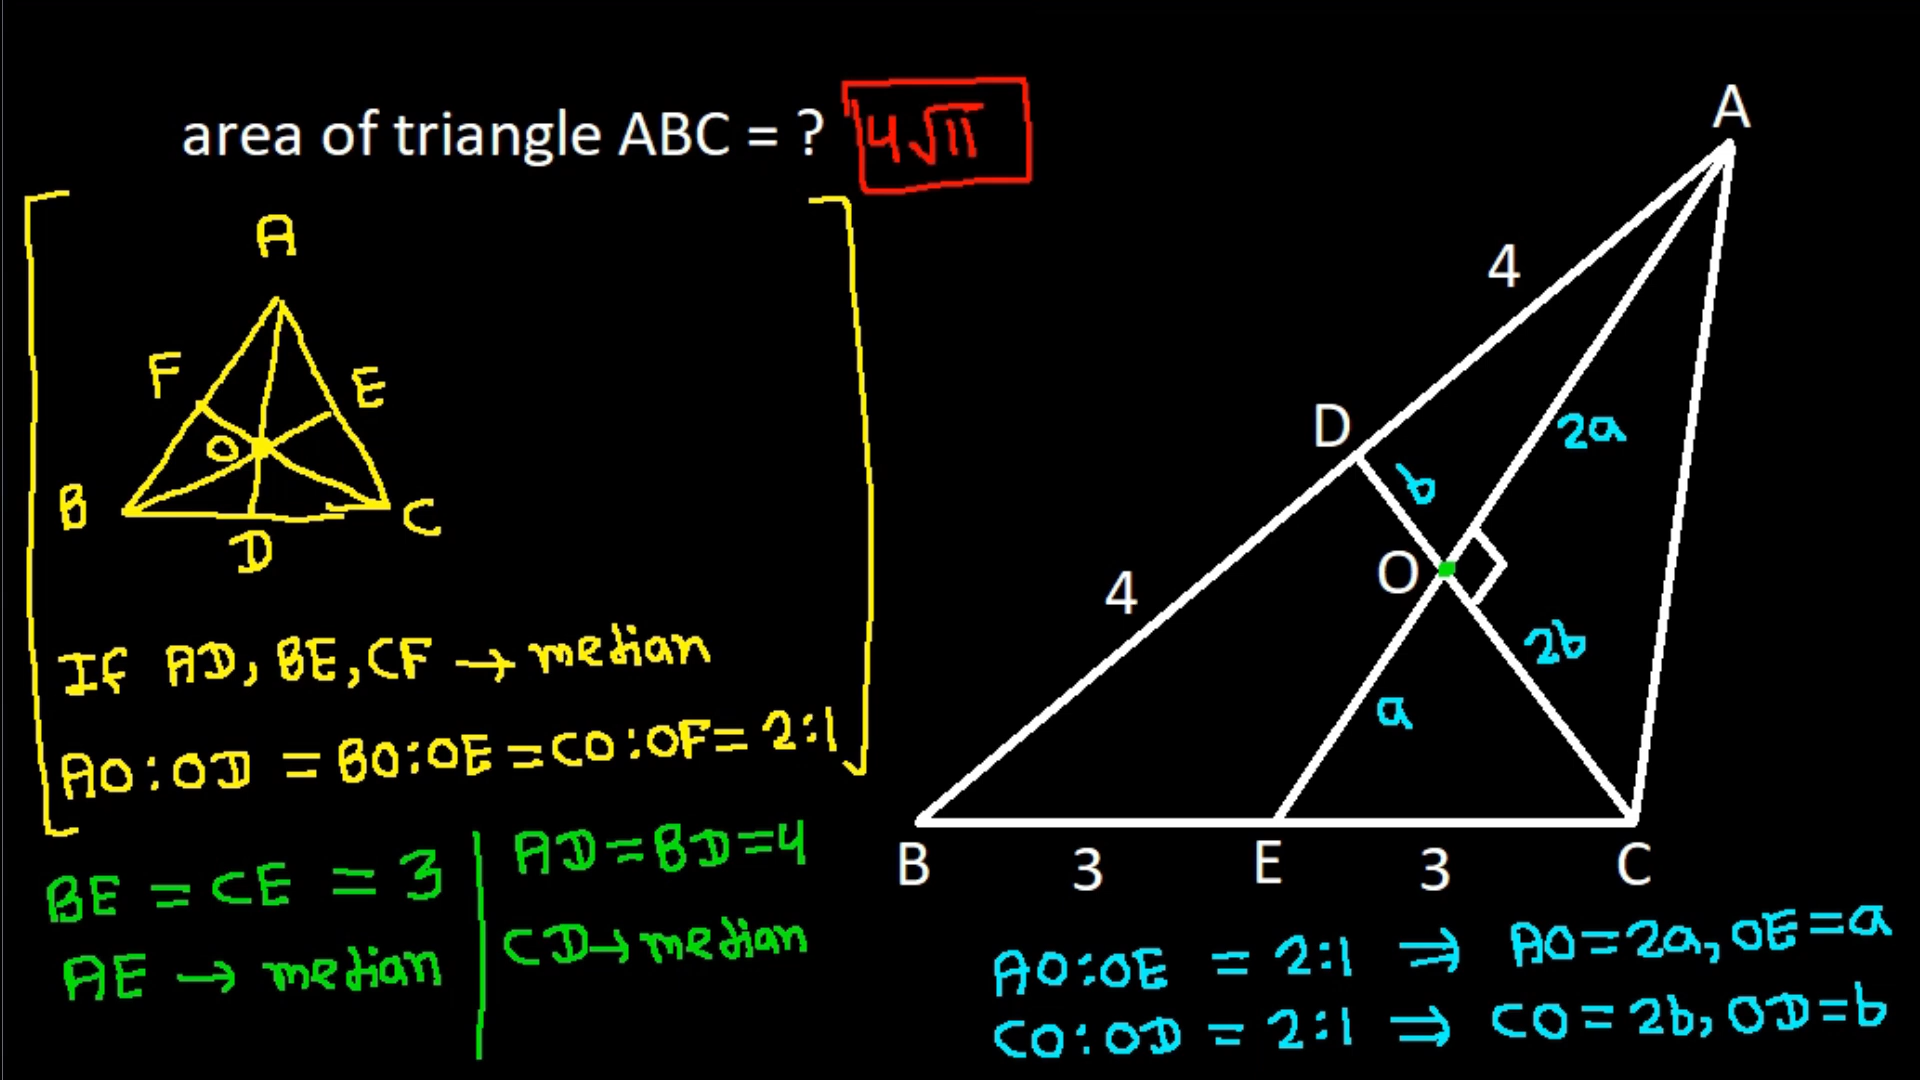 area of triangle ABC = ? 4√11
A
F E
O
B C
D
If AD, BE, CF → median
AO:OD = BO:OE = CO:OF = 2:1
BE = CE = 3
AE → median
AD = BD = 4
CD → median
A
4
D
b
2a
O
4
2b
a
B 3 E 3 C
AO:OE = 2:1 ⇒ AO = 2a, OE = a
CO:OD = 2:1 ⇒ CO = 2b, OD = b